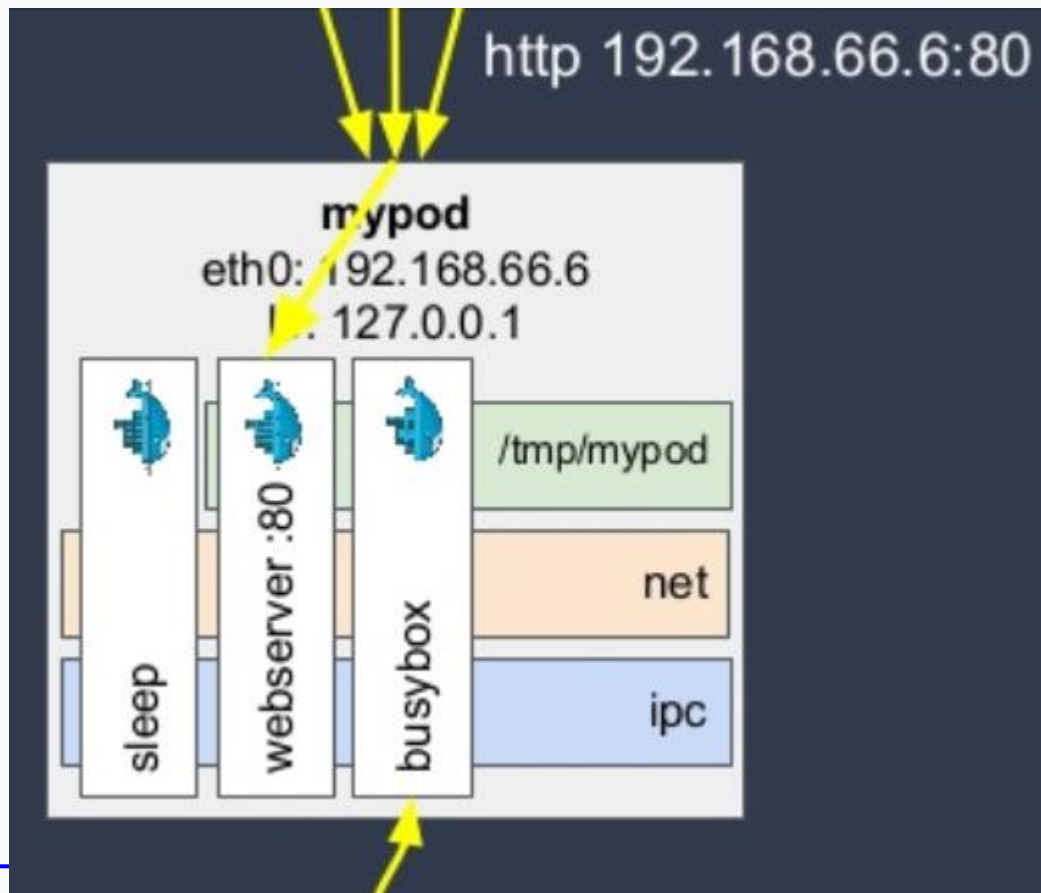 http 192.168.66.6:80
mypod
eth0: 192.168.66.6
127.0.0.1
/tmp/mypod
net
ipc
sleep
webserver :80
busybox